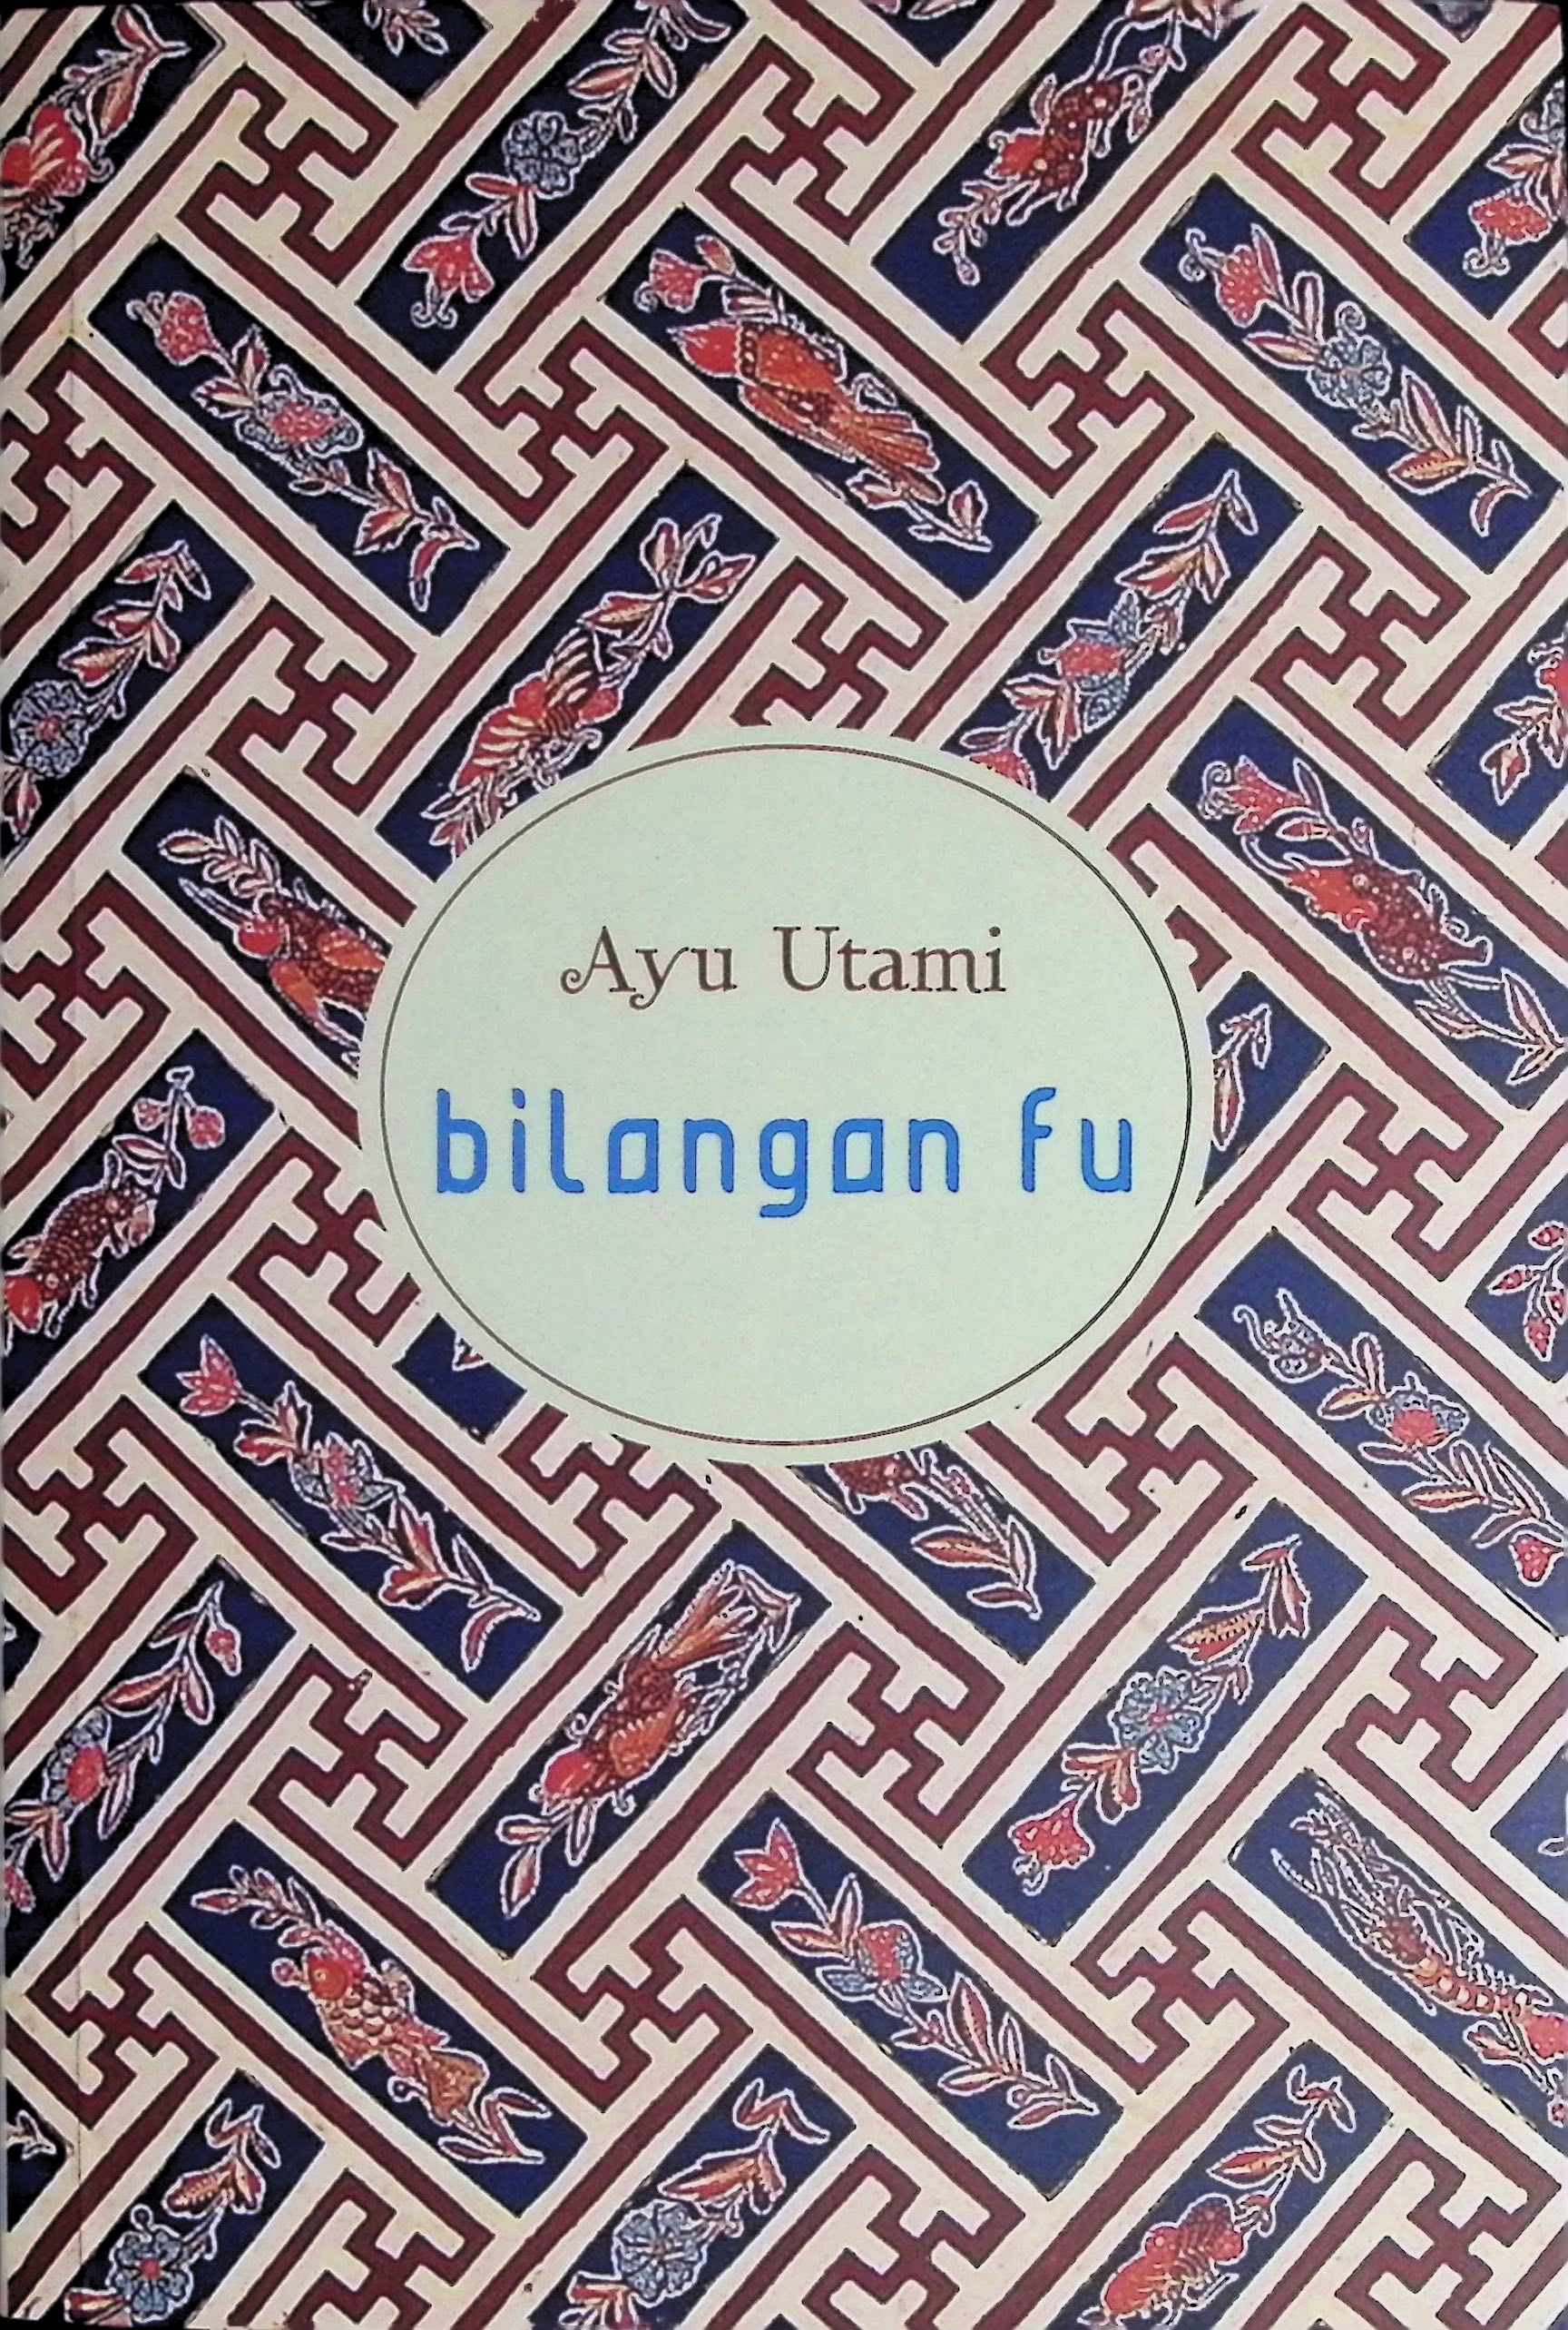 Ayu Utami
bilangan fu